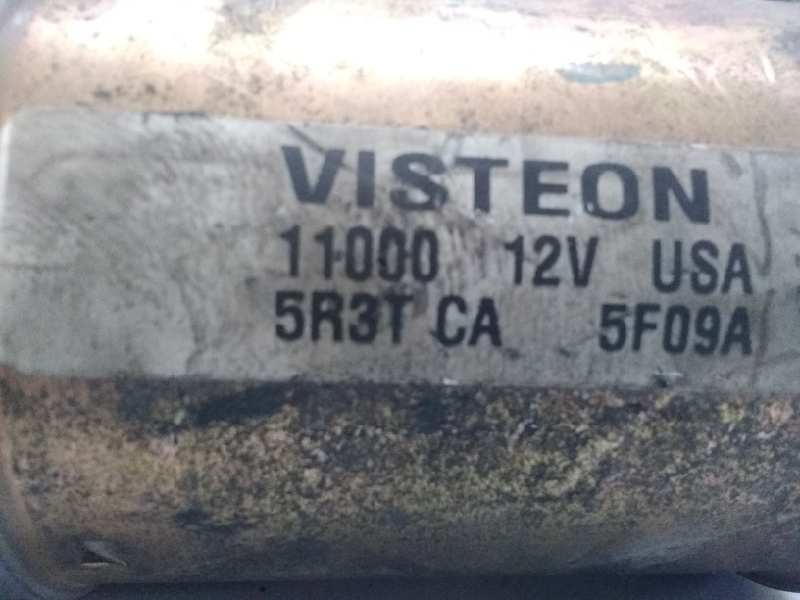 VISTEON
11000 12V USA
5R3T CA 5F09A